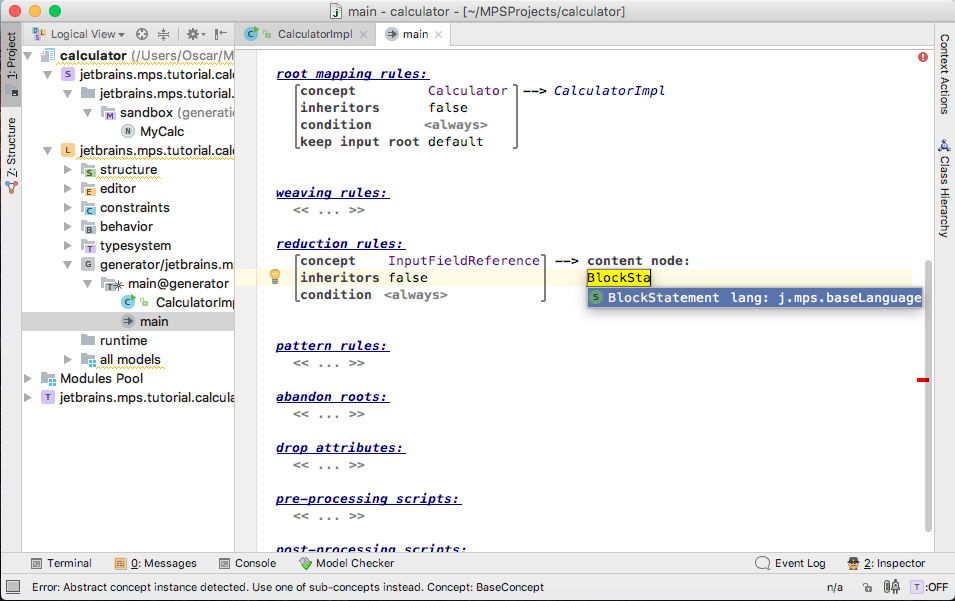 main - calculator - [~/MPSProjects/calculator]
Logical View
CalculatorImpl
main
1: Project
Z: Structure
calculator (/Users/Oscar/M
S jetbrains.mps.tutorial.calc
jetbrains.mps.tutorial.
M sandbox (generati
N MyCalc
L jetbrains.mps.tutorial.calc
S structure
E editor
C constraints
B behavior
T typesystem
G generator/jetbrains.m
T main@generator
C CalculatorImp
main
runtime
all models
Modules Pool
T jetbrains.mps.tutorial.calcula
root mapping rules:
concept Calculator --> CalculatorImpl
inheritors false
condition <always>
keep input root default
weaving rules:
<< ... >>
reduction rules:
concept InputFieldReference --> content node:
inheritors false BlockSta
condition <always> S BlockStatement lang: j.mps.baseLanguage
pattern rules:
<< ... >>
abandon roots:
<< ... >>
drop attributes:
<< ... >>
pre-processing scripts:
<< ... >>
post-processing scripts:
Context Actions
Class Hierarchy
Terminal
0: Messages
Console
Model Checker
Event Log
2: Inspector
Error: Abstract concept instance detected. Use one of sub-concepts instead. Concept: BaseConcept
n/a
T :OFF